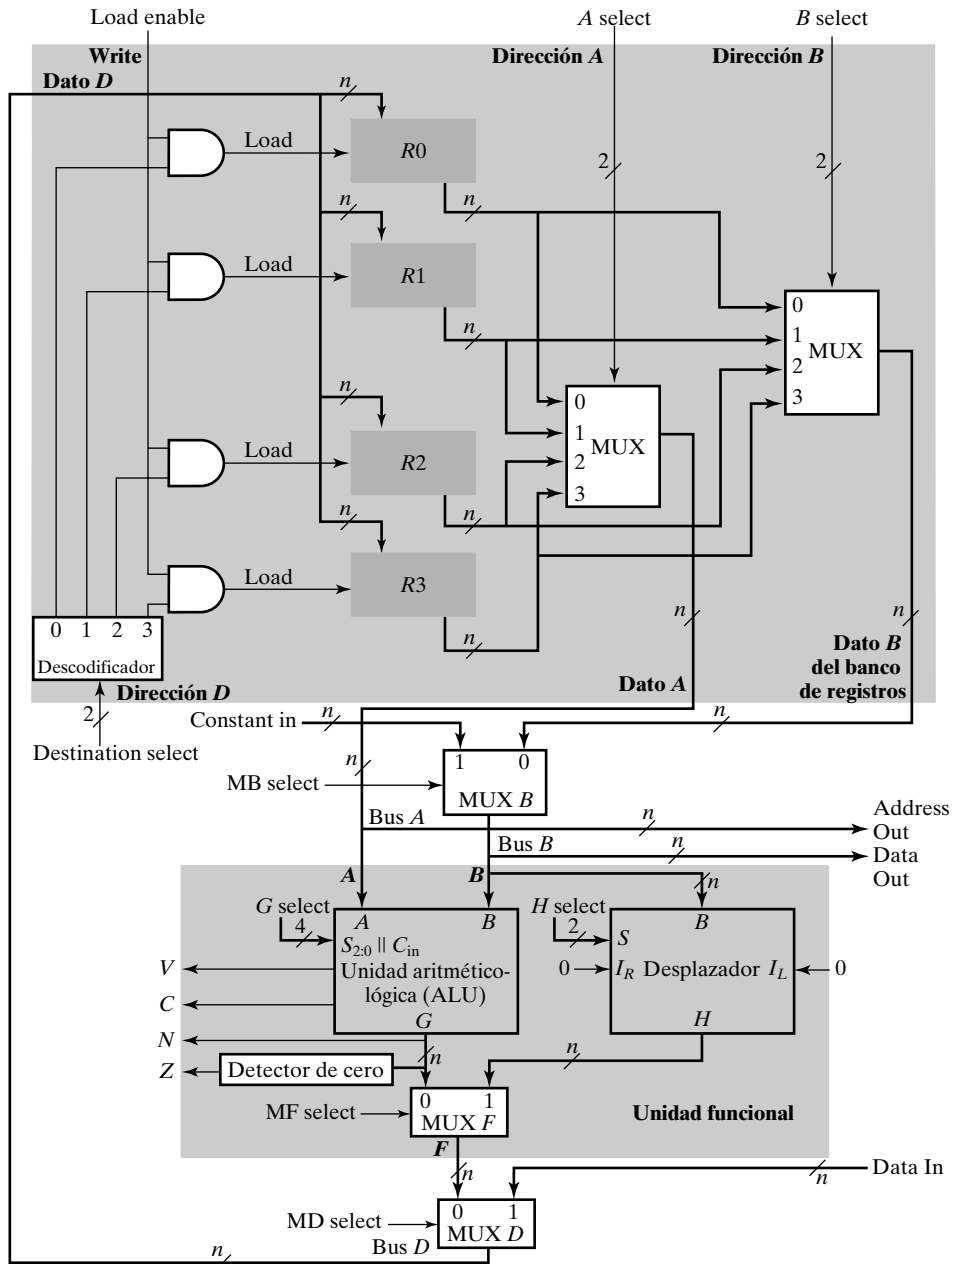 Load enable
A select
B select
Write
Dirección A
Dirección B
Dato D
n
Load
R0
2
2
n
n
Load
R1
n
0
1
MUX
2
3
n
0
1
MUX
2
3
Load
R2
n
n
Load
R3
0 1 2 3
n
n
n
Descodificador
Dato B
del banco
de registros
Dirección D
Dato A
2
Constant in
n
n
Destination select
n
1 0
MB select
MUX B
Bus A
n
Address
Out
Bus B
n
Data
Out
A
B
n
G select
4
A B
H select
2
B
S2:0 || Cin
S
V
Unidad aritmético-
lógica (ALU)
0
IR Desplazador IL
0
C
G
H
N
n
n
Z
Detector de cero
0 1
MF select
MUX F
Unidad funcional
F
n
n
Data In
0 1
MD select
MUX D
Bus D
n